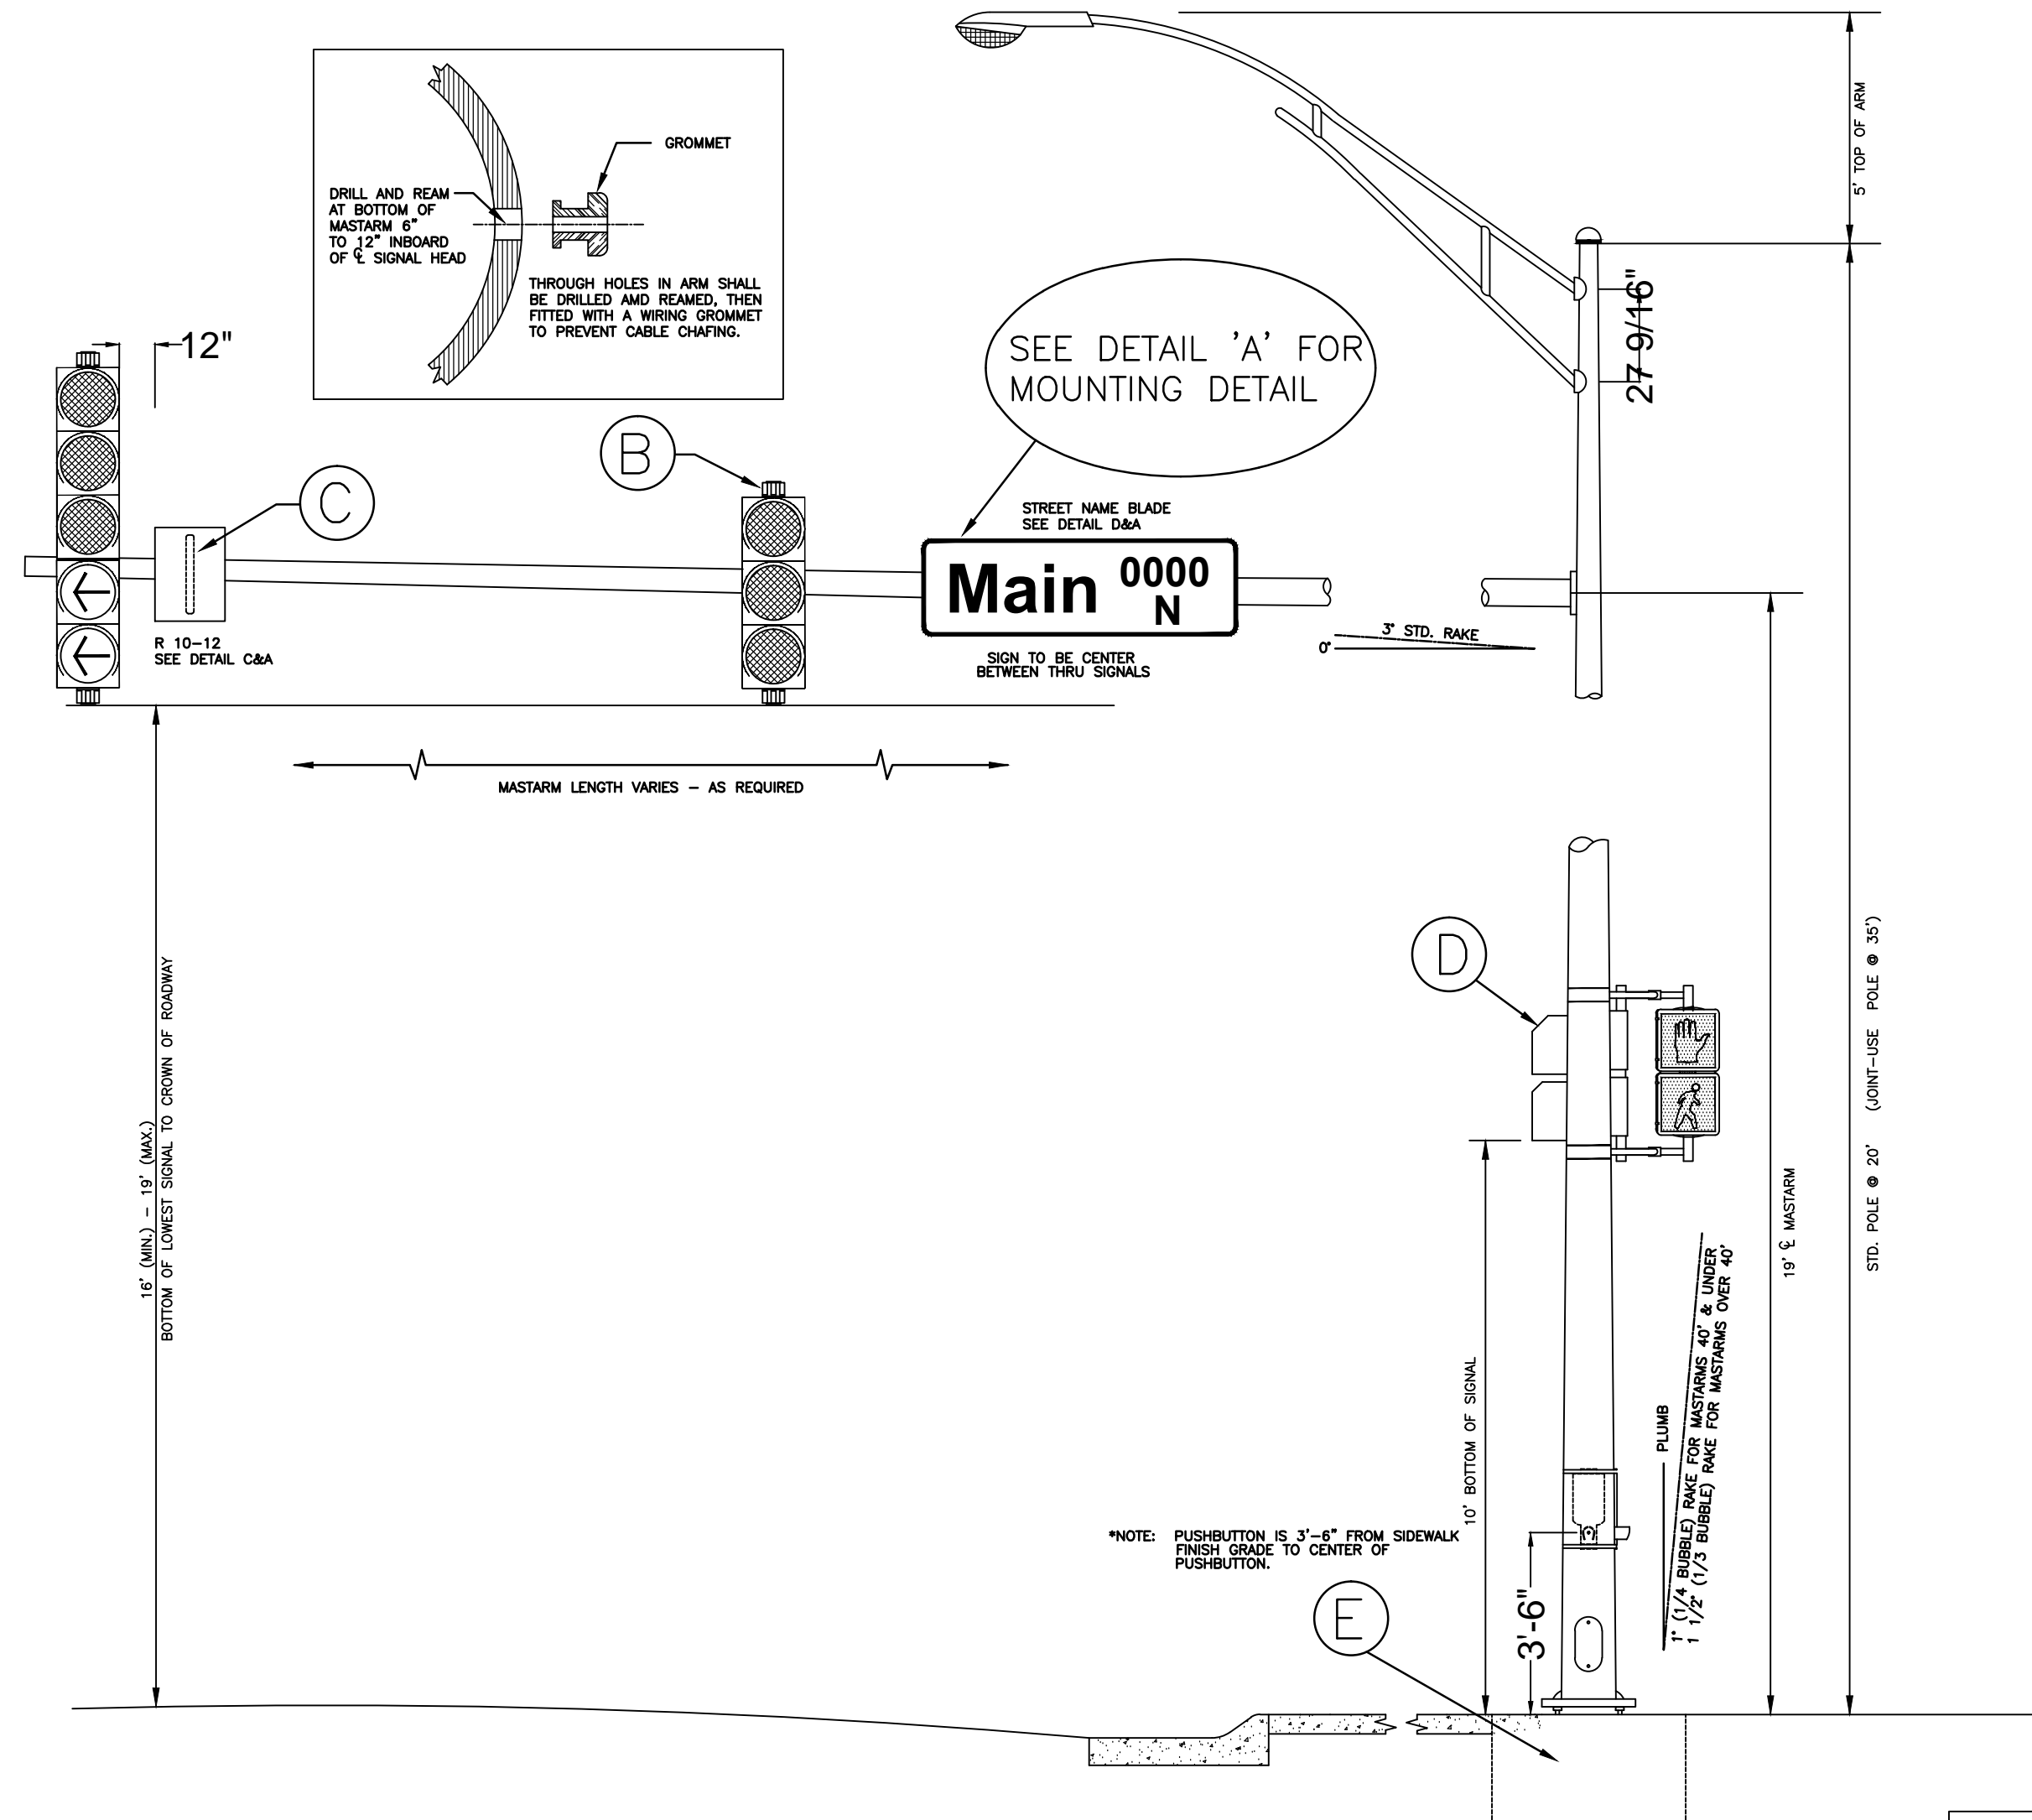 5' TOP OF ARM
GROMMET
DRILL AND REAM
AT BOTTOM OF
MASTARM 6"
TO 12" INBOARD
OF ℄ SIGNAL HEAD
THROUGH HOLES IN ARM SHALL
BE DRILLED AMD REAMED, THEN
FITTED WITH A WIRING GROMMET
TO PREVENT CABLE CHAFING.
12"
SEE DETAIL 'A' FOR
MOUNTING DETAIL
27 9/16"
B
C
STREET NAME BLADE
SEE DETAIL D&A
Main 0000
N
R 10-12
SEE DETAIL C&A
SIGN TO BE CENTER
BETWEEN THRU SIGNALS
3° STD. RAKE
0°
MASTARM LENGTH VARIES - AS REQUIRED
16' (MIN.) - 19' (MAX.)
BOTTOM OF LOWEST SIGNAL TO CROWN OF ROADWAY
D
STD. POLE @ 20' (JOINT-USE POLE @ 35')
19' ℄ MASTARM
10' BOTTOM OF SIGNAL
PLUMB
1° (1/4 BUBBLE) RAKE FOR MASTARMS 40' & UNDER
1 1/2° (1/3 BUBBLE) RAKE FOR MASTARMS OVER 40'
*NOTE: PUSHBUTTON IS 3'-6" FROM SIDEWALK
FINISH GRADE TO CENTER OF
PUSHBUTTON.
3'-6"
E